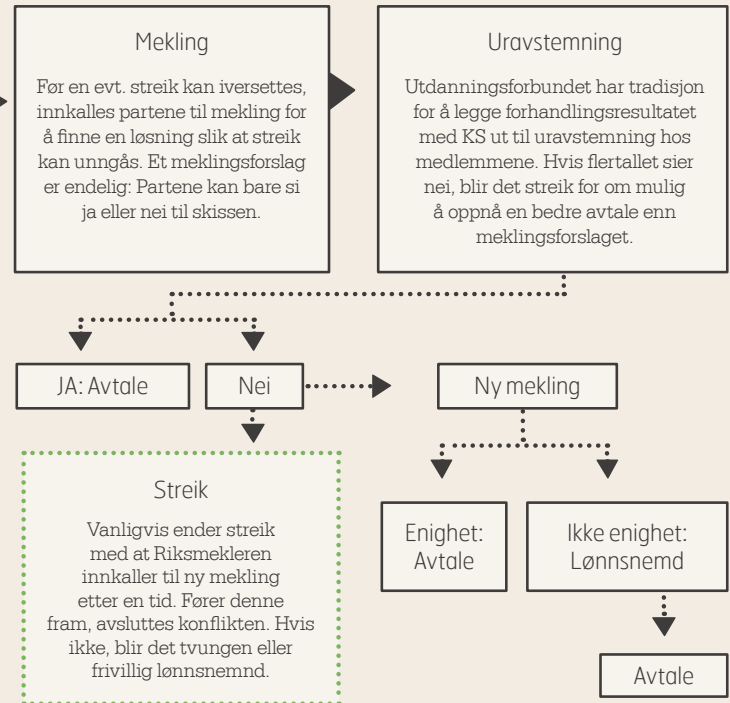 Mekling
Før en evt. streik kan iversettes,
innkalles partene til mekling for
å finne en løsning slik at streik
kan unngås. Et meklingsforslag
er endelig: Partene kan bare si
ja eller nei til skissen.
Uravstemning
Utdanningsforbundet har tradisjon
for å legge forhandlingsresultatet
med KS ut til uravstemning hos
medlemmene. Hvis flertallet sier
nei, blir det streik for om mulig
å oppnå en bedre avtale enn
meklingsforslaget.
JA: Avtale
Nei
Ny mekling
Streik
Vanligvis ender streik
med at Riksmekleren
innkaller til ny mekling
etter en tid. Fører denne
fram, avsluttes konflikten. Hvis
ikke, blir det tvungen eller
frivillig lønnsnemnd.
Enighet:
Avtale
Ikke enighet:
Lønnsnemd
Avtale